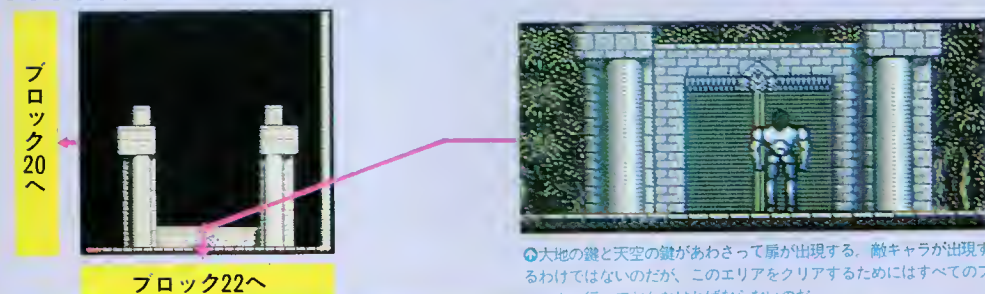 ブロック20へ
ブロック22へ
大地の鍵と天空の鍵があわさって扉が出現する。敵キャラが出現す
るわけではないのだが、このエリアをクリアするためにはすべてのブ